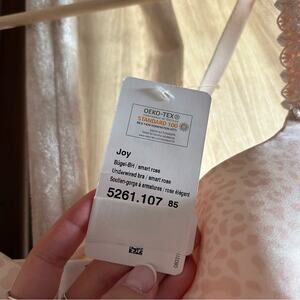 OEKO-TEX®
STANDARD 100
Joy
Bügel-BH / smart rose
Underwired bra / smart rose
Soutien-gorge à armatures / rose élégant
5261.107 85